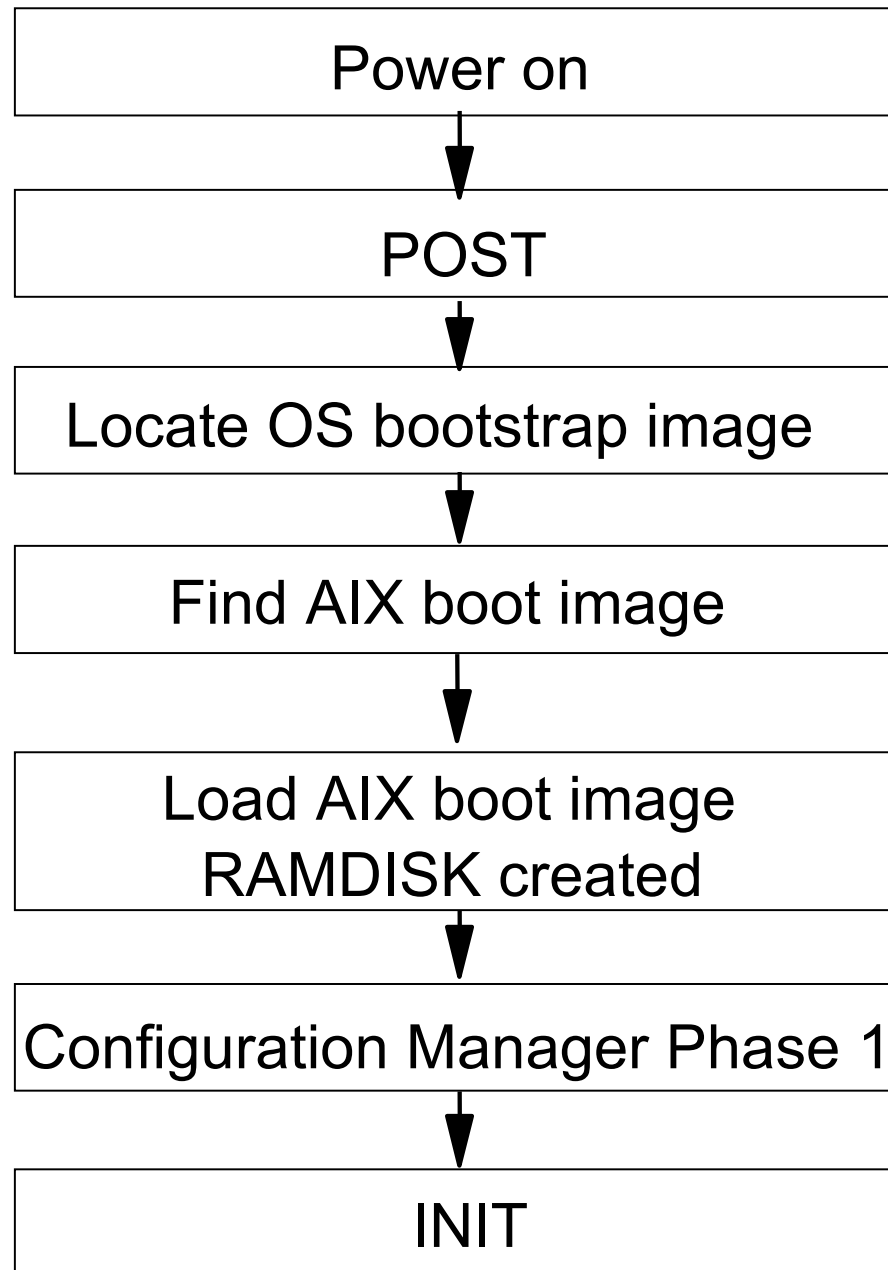 Power on
POST
Locate OS bootstrap image
Find AIX boot image
Load AIX boot image
RAMDISK created
Configuration Manager Phase 1
INIT